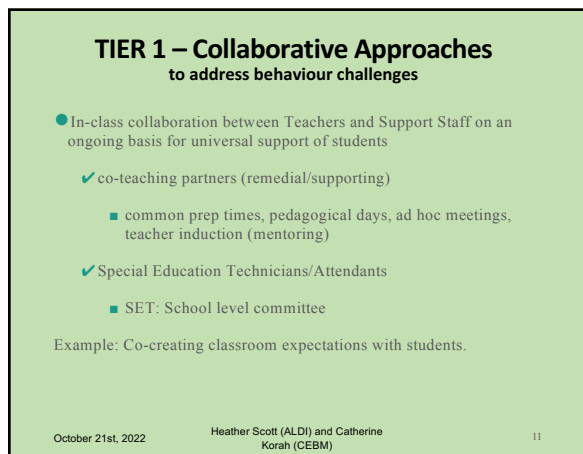 TIER 1 – Collaborative Approaches
to address behaviour challenges
● In-class collaboration between Teachers and Support Staff on an
ongoing basis for universal support of students
✔ co-teaching partners (remedial/supporting)
■ common prep times, pedagogical days, ad hoc meetings,
teacher induction (mentoring)
✔ Special Education Technicians/Attendants
■ SET: School level committee
Example: Co-creating classroom expectations with students.
October 21st, 2022
Heather Scott (ALDI) and Catherine
Korah (CEBM)
11